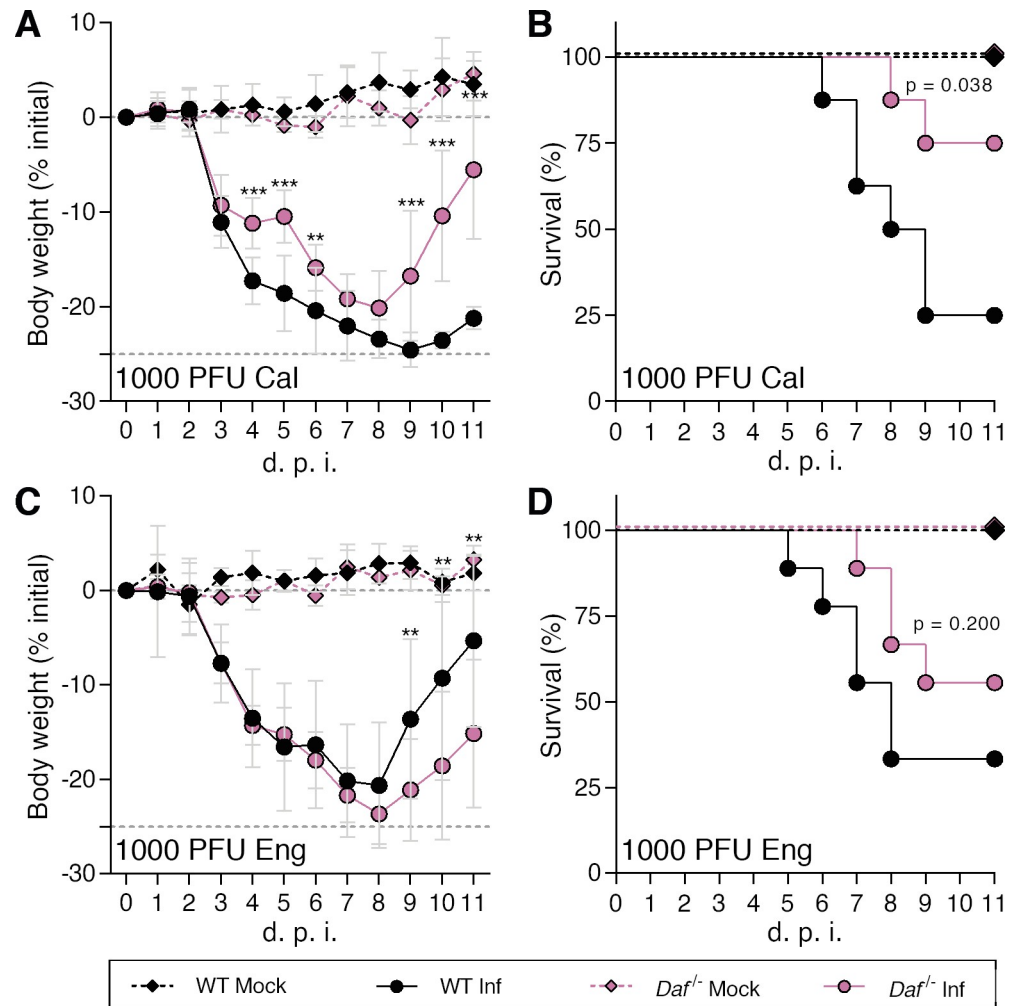 A
B
10
0
-10
-20
-30
Body weight (% initial)
***
***
**
***
***
***
1000 PFU Cal
0 1 2 3 4 5 6 7 8 9 10 11
d. p. i.
100
75
50
25
0
Survival (%)
p = 0.038
1000 PFU Cal
0 1 2 3 4 5 6 7 8 9 10 11
d. p. i.
C
D
10
0
-10
-20
-30
Body weight (% initial)
**
**
**
1000 PFU Eng
0 1 2 3 4 5 6 7 8 9 10 11
d. p. i.
100
75
50
25
0
Survival (%)
p = 0.200
1000 PFU Eng
0 1 2 3 4 5 6 7 8 9 10 11
d. p. i.
WT Mock WT Inf Daf-/- Mock Daf-/- Inf